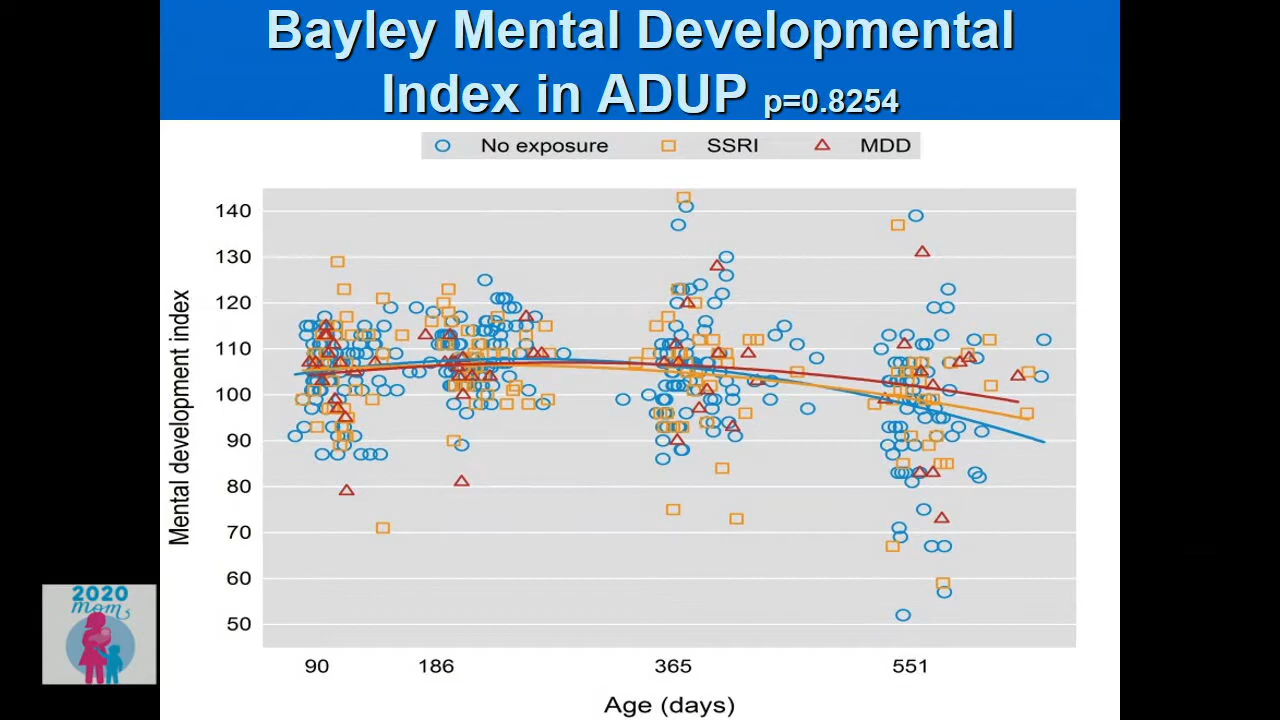 Bayley Mental Developmental
Index in ADUP p=0.8254
No exposure SSRI MDD
Mental development index
140
130
120
110
100
90
80
70
60
50
90 186 365 551
Age (days)
2020
mom's